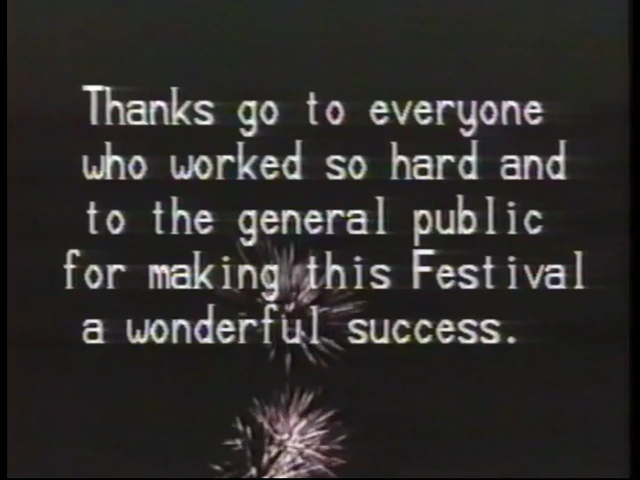 Thanks go to everyone
who worked so hard and
to the general public
for making this Festival
a wonderful success.